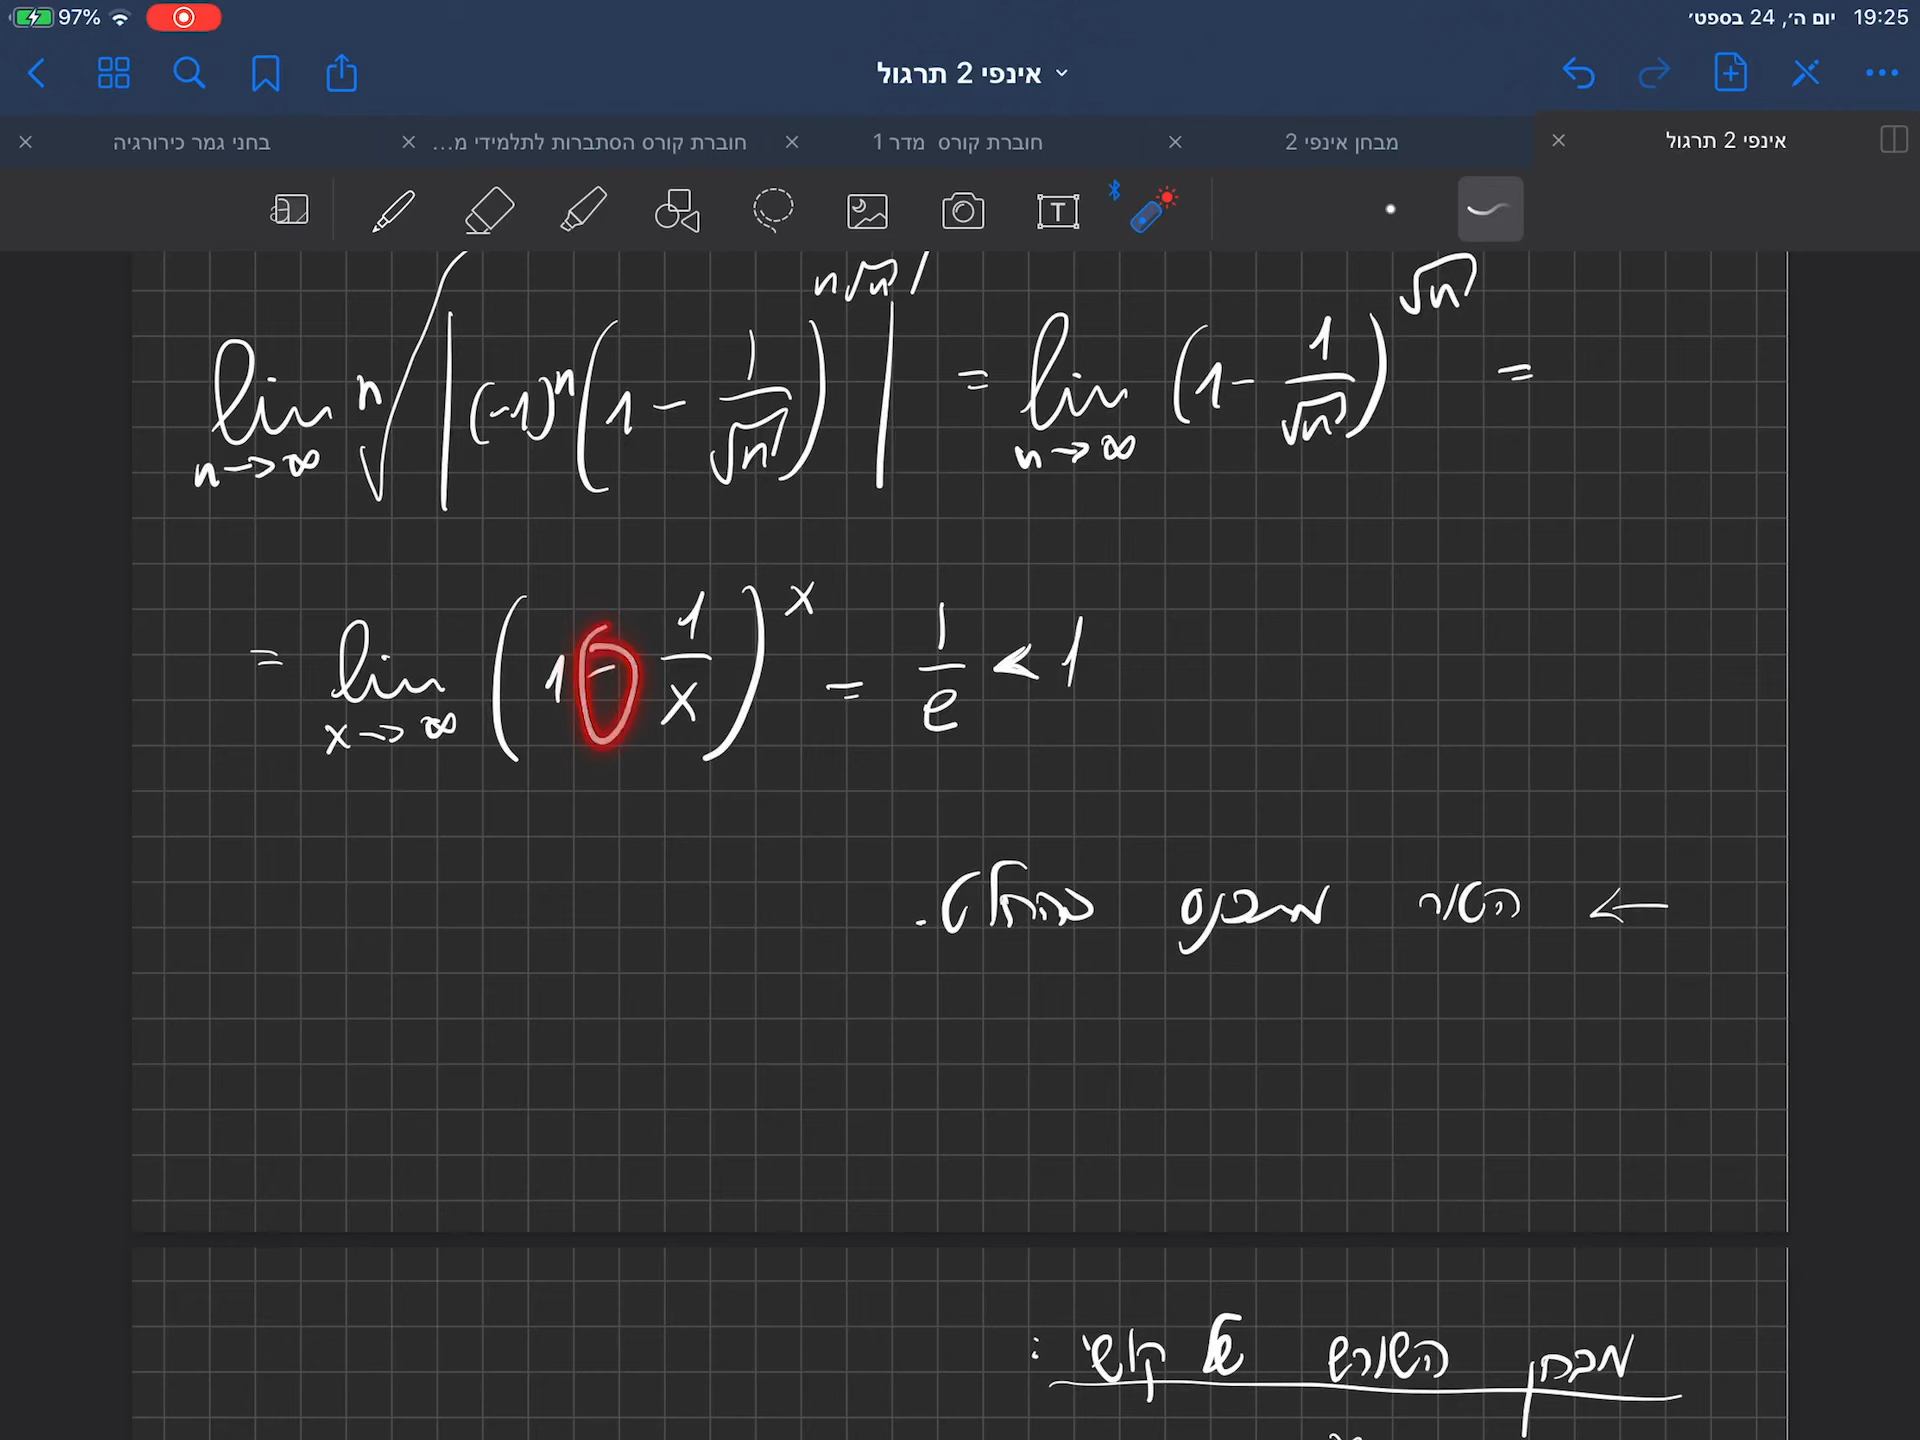 97% 19:25 יום ה׳, 24 בספט׳
אינפי 2 תרגול
בחני גמר כירורגיה
חוברת קורס הסתברות לתלמידי מ...
חוברת קורס מדר 1
מבחן אינפי 2
אינפי 2 תרגול
lim n→∞ n√|(-1)^n (1 - 1/√n)^{n√n}| = lim n→∞ (1 - 1/√n)^{√n} =
= lim x→∞ (1 - 1/x)^x = 1/e < 1
← הטור מתכנס בהחלט.
מבחן השורש של קושי: